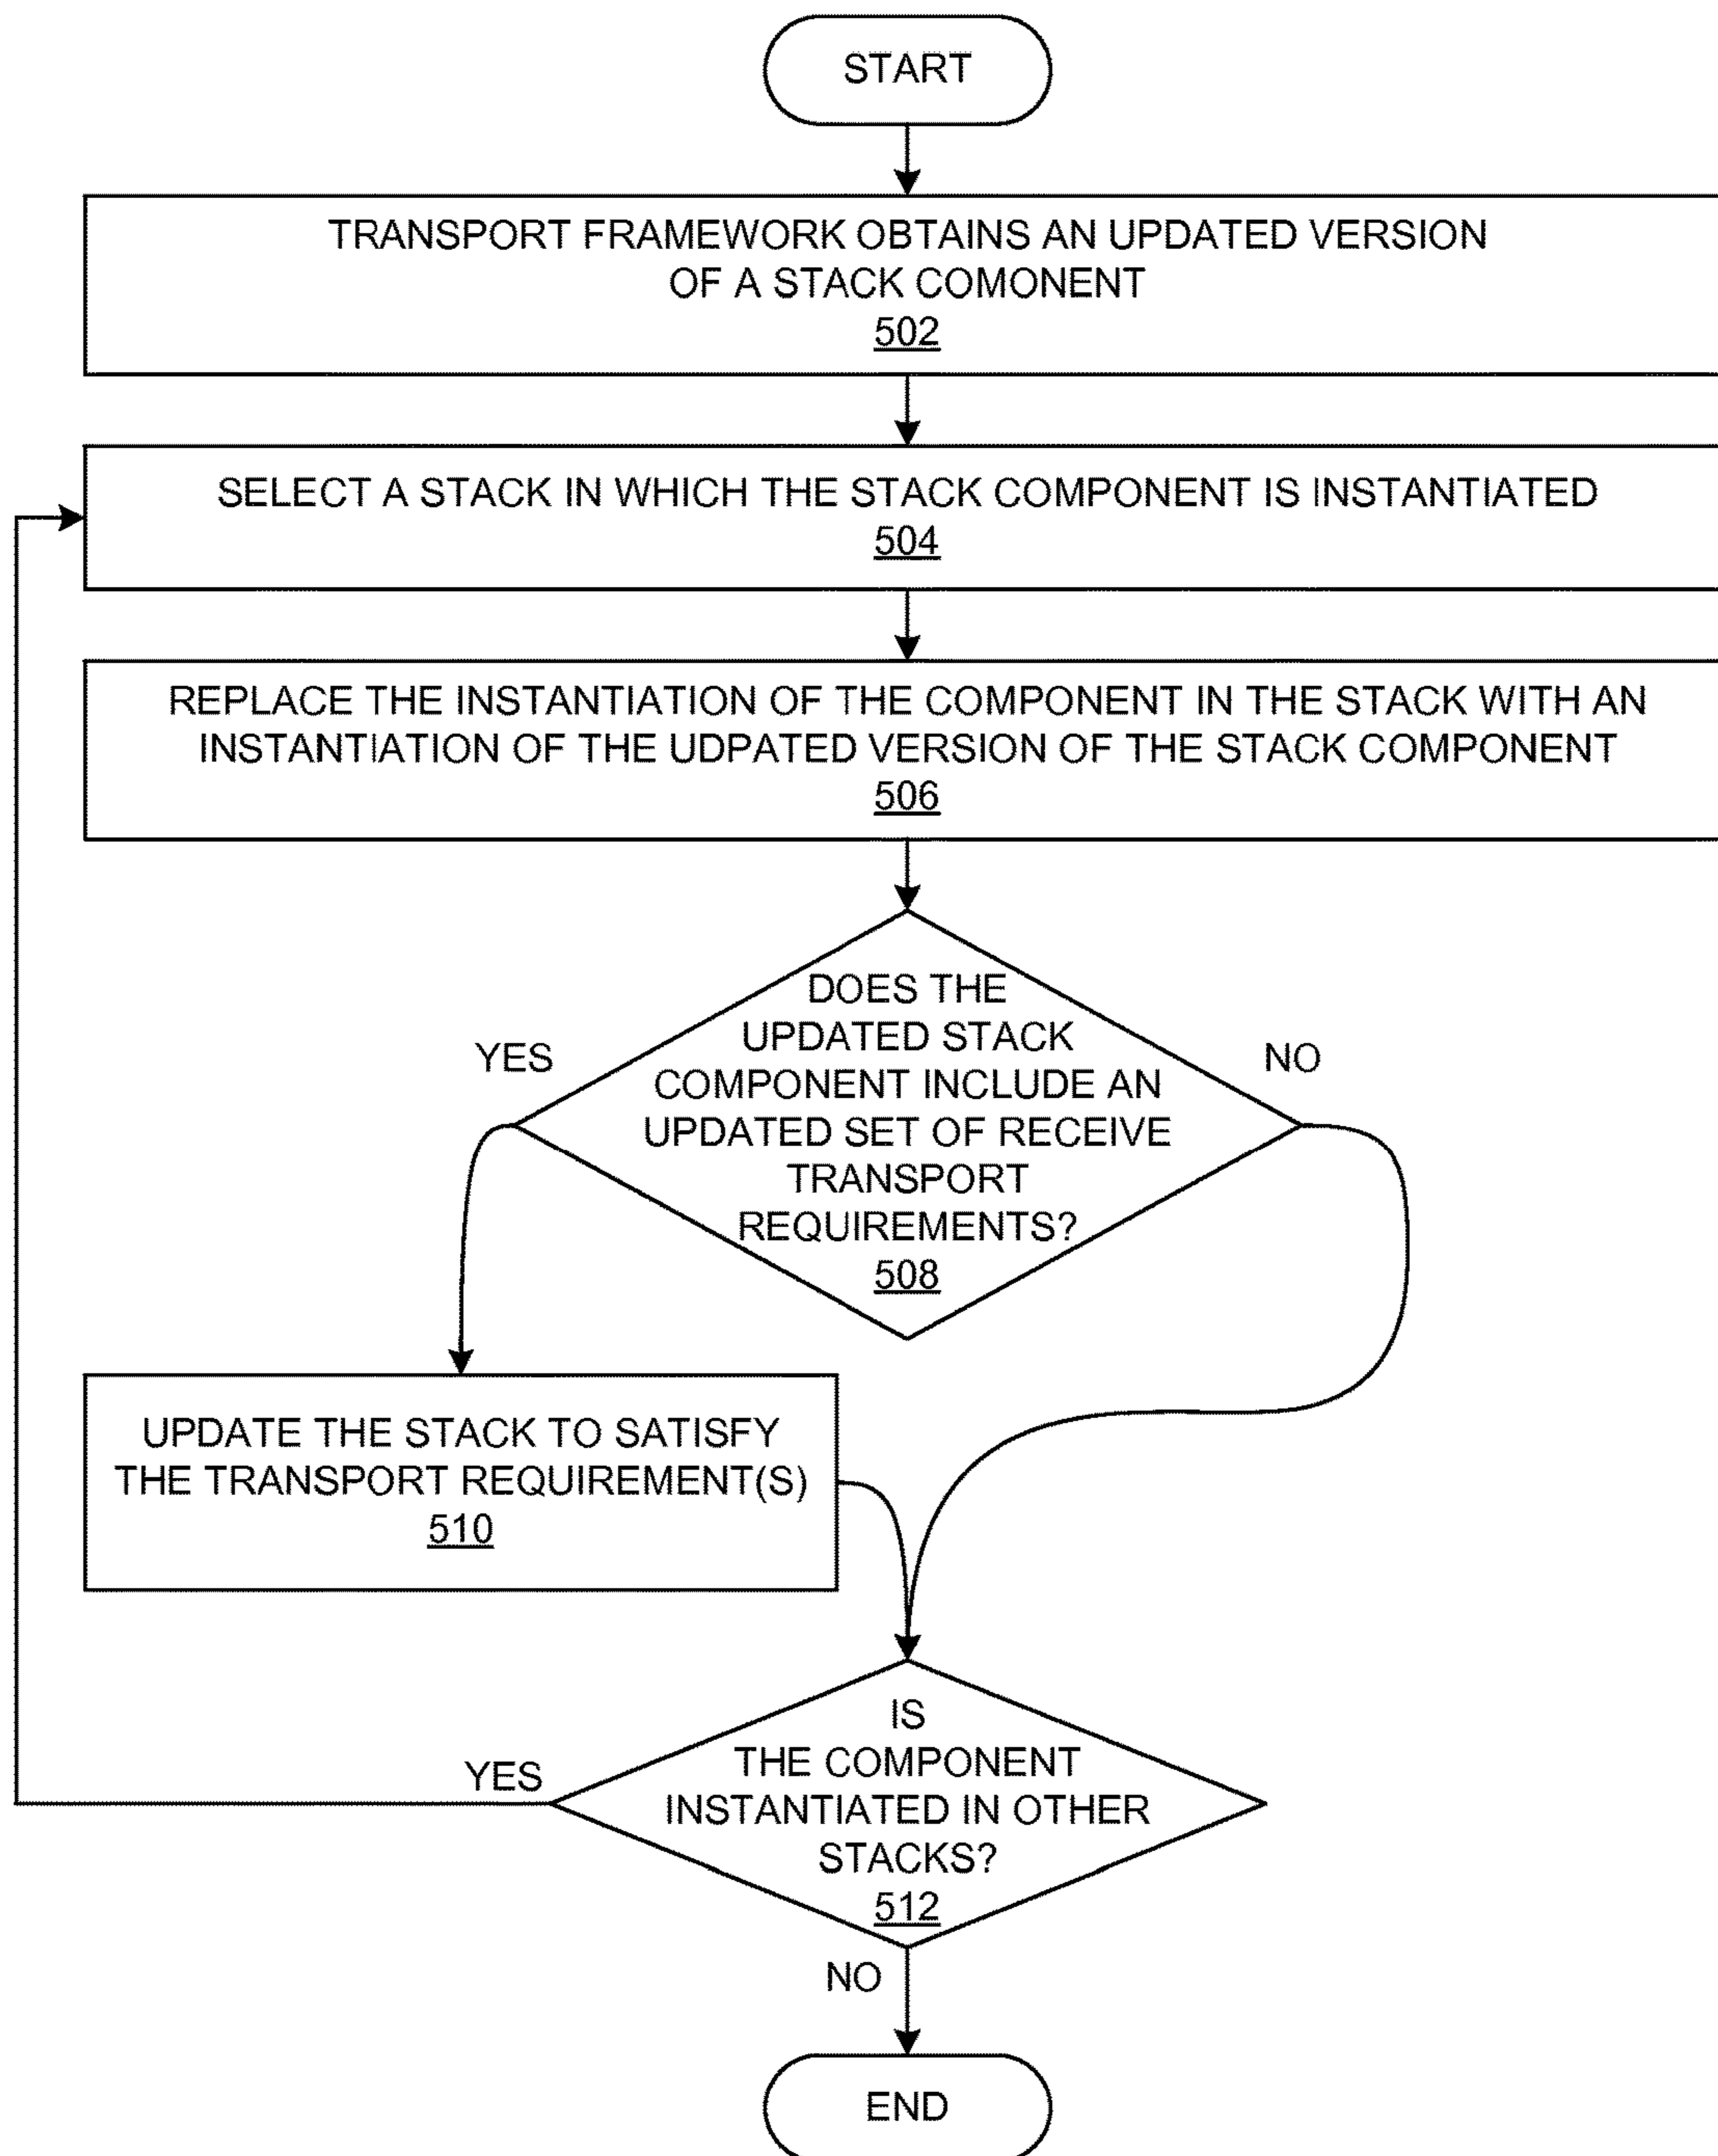 START
TRANSPORT FRAMEWORK OBTAINS AN UPDATED VERSION
OF A STACK COMONENT
502
SELECT A STACK IN WHICH THE STACK COMPONENT IS INSTANTIATED
504
REPLACE THE INSTANTIATION OF THE COMPONENT IN THE STACK WITH AN
INSTANTIATION OF THE UDPATED VERSION OF THE STACK COMPONENT
506
DOES THE
UPDATED STACK
COMPONENT INCLUDE AN
UPDATED SET OF RECEIVE
TRANSPORT
REQUIREMENTS?
508
YES
NO
UPDATE THE STACK TO SATISFY
THE TRANSPORT REQUIREMENT(S)
510
IS
THE COMPONENT
INSTANTIATED IN OTHER
STACKS?
512
YES
NO
END